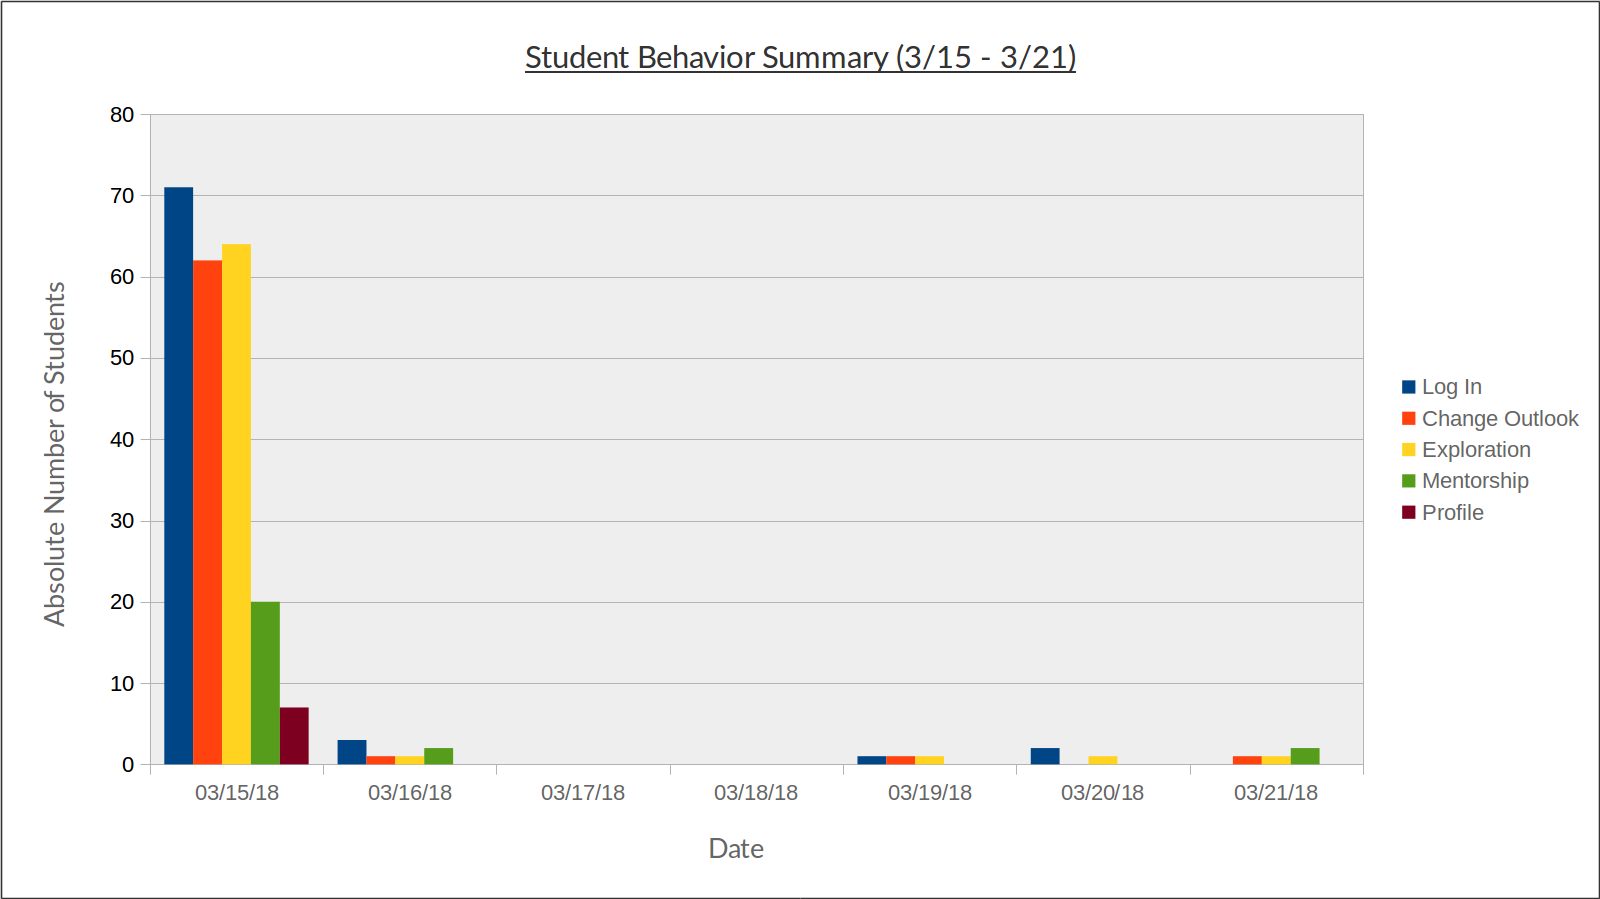 Student Behavior Summary (3/15 - 3/21)
80
70
60
50
40
30
20
10
0
Absolute Number of Students
03/15/18 03/16/18 03/17/18 03/18/18 03/19/18 03/20/18 03/21/18
Date
Log In
Change Outlook
Exploration
Mentorship
Profile